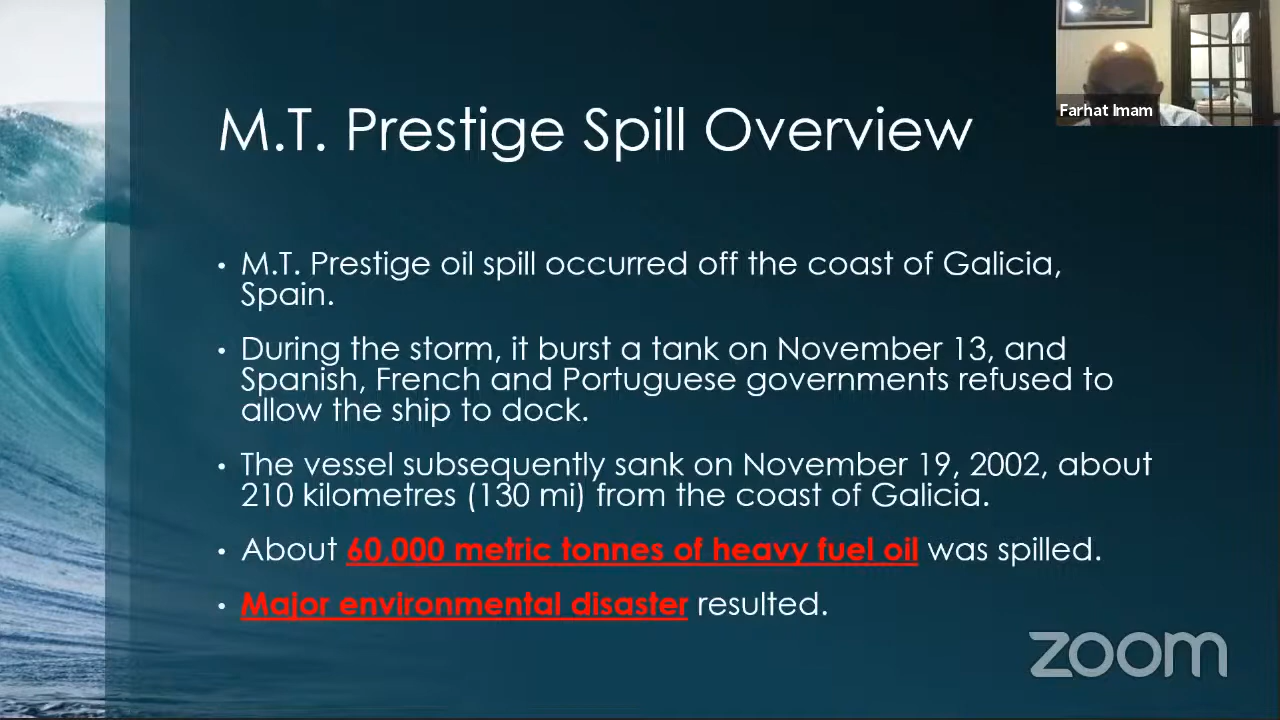 Farhat Imam
M.T. Prestige Spill Overview
• M.T. Prestige oil spill occurred off the coast of Galicia,
Spain.
• During the storm, it burst a tank on November 13, and
Spanish, French and Portuguese governments refused to
allow the ship to dock.
• The vessel subsequently sank on November 19, 2002, about
210 kilometres (130 mi) from the coast of Galicia.
• About 60,000 metric tonnes of heavy fuel oil was spilled.
• Major environmental disaster resulted.
zoom